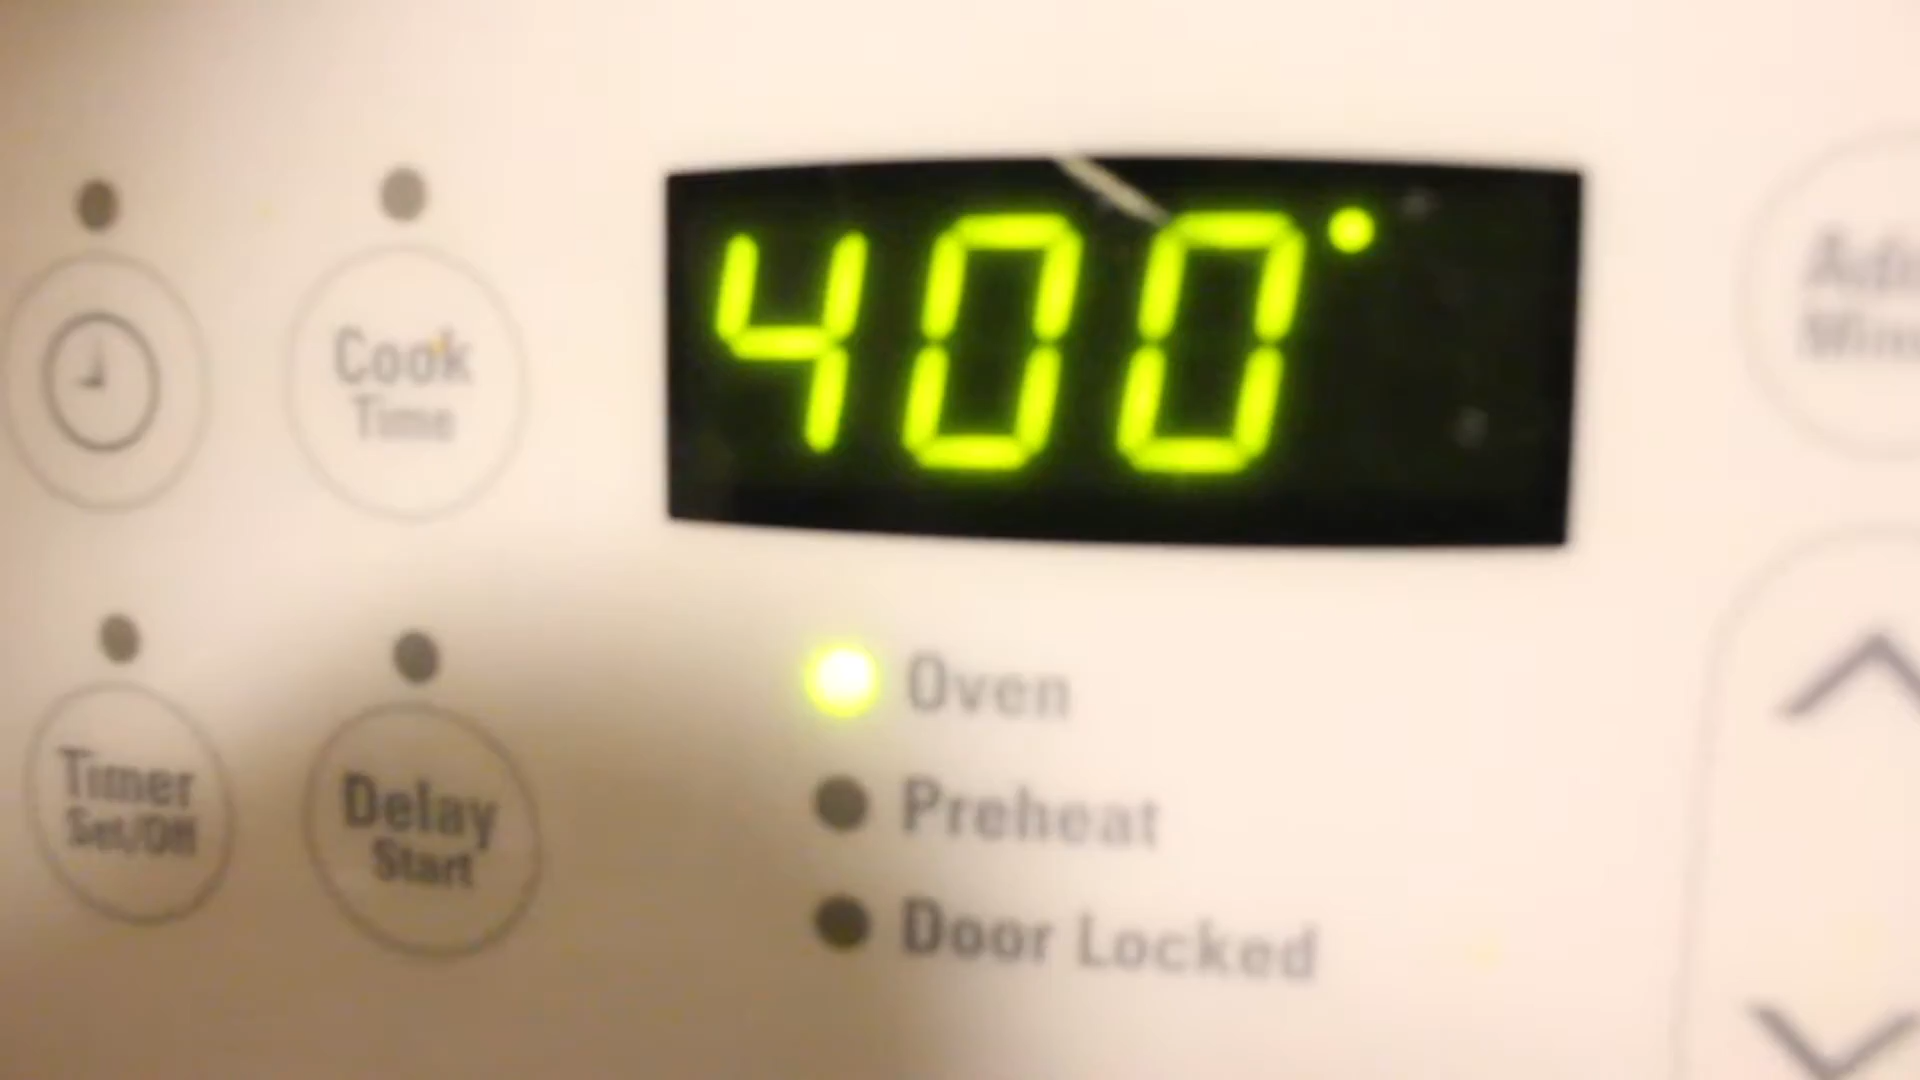 400°
Cook
Time
Timer
Set/Off
Delay
Start
Oven
Preheat
Door Locked